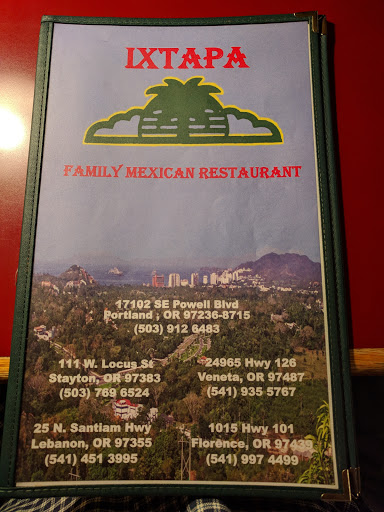 IXTAPA
FAMILY MEXICAN RESTAURANT
17102 SE Powell Blvd
Portland , OR 97236-8715
(503) 912 6483
111 W. Locus St
Stayton, OR 97383
(503) 769 6524
24965 Hwy 126
Veneta, OR 97487
(541) 935 5767
25 N. Santiam Hwy
Lebanon, OR 97355
(541) 451 3995
1015 Hwy 101
Florence, OR 97439
(541) 997 4499